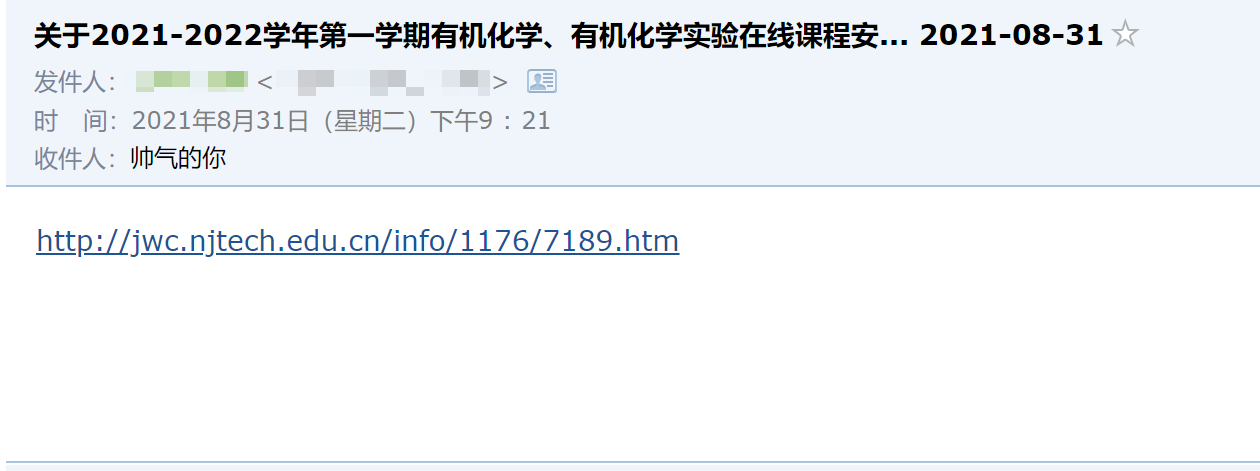 关于2021-2022学年第一学期有机化学、有机化学实验在线课程安... 2021-08-31
发件人： < >
时 间：2021年8月31日（星期二）下午9：21
收件人：帅气的你
http://jwc.njtech.edu.cn/info/1176/7189.htm